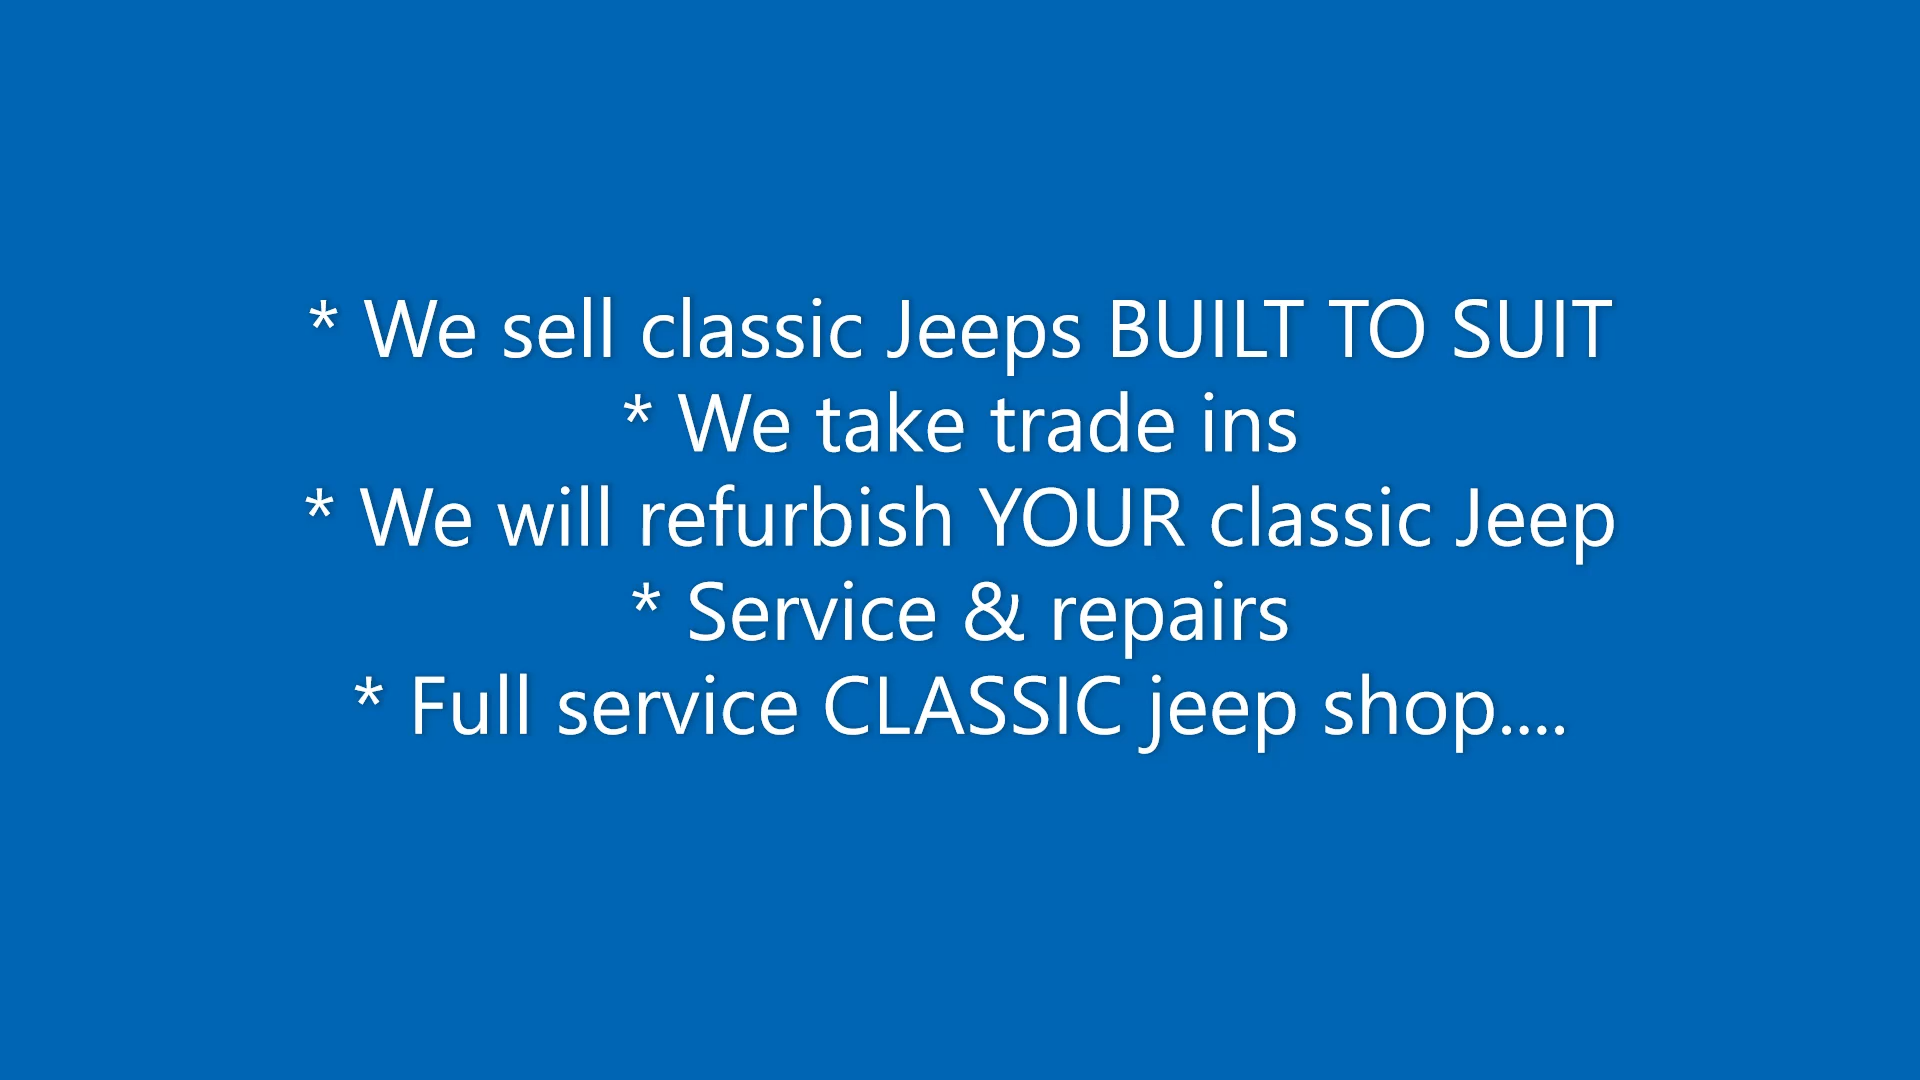 * We sell classic Jeeps BUILT TO SUIT
* We take trade ins
* We will refurbish YOUR classic Jeep
* Service & repairs
* Full service CLASSIC jeep shop....